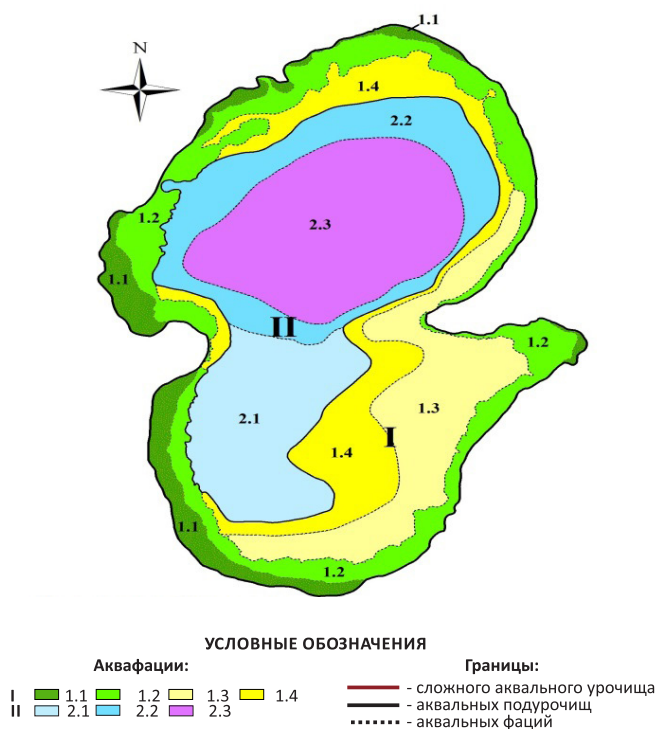 1.1
N
1.4
2.2
1.2
2.3
1.1
II
1.2
1.3
2.1
I
1.4
1.1
1.2
УСЛОВНЫЕ ОБОЗНАЧЕНИЯ
Аквафации:
Границы:
I 1.1 1.2 1.3 1.4
II 2.1 2.2 2.3
- сложного аквального урочища
- аквальных подурочищ
- аквальных фаций